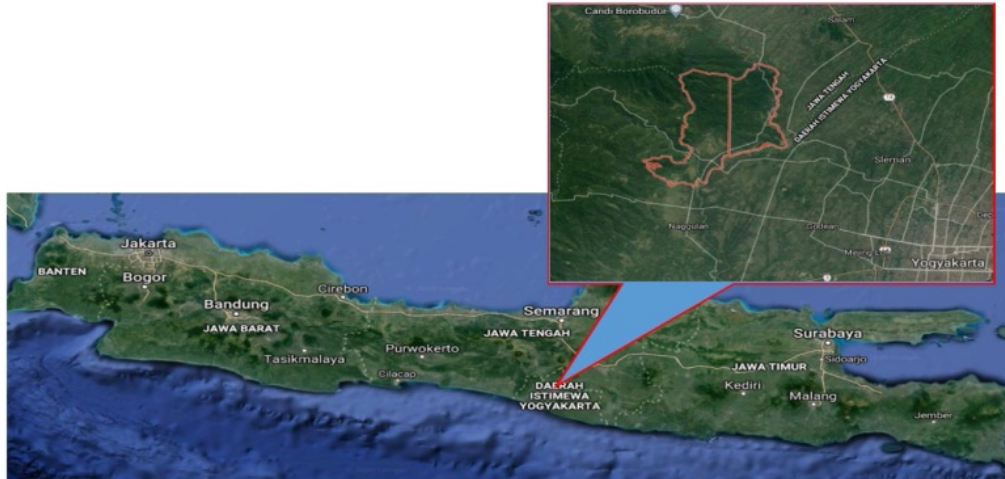 Candi Borobudur
Salam
JAWA TENGAH
DAERAH ISTIMEWA YOGYAKARTA
14
Sleman
Nanggulan
Godean
Yogyakarta
Jakarta
BANTEN
Bogor
Cirebon
Bandung
JAWA BARAT
Semarang
JAWA TENGAH
Surabaya
Sidoarjo
Tasikmalaya
Purwokerto
Cilacap
JAWA TIMUR
DAERAH
ISTIMEWA
YOGYAKARTA
Kediri
Malang
Jember